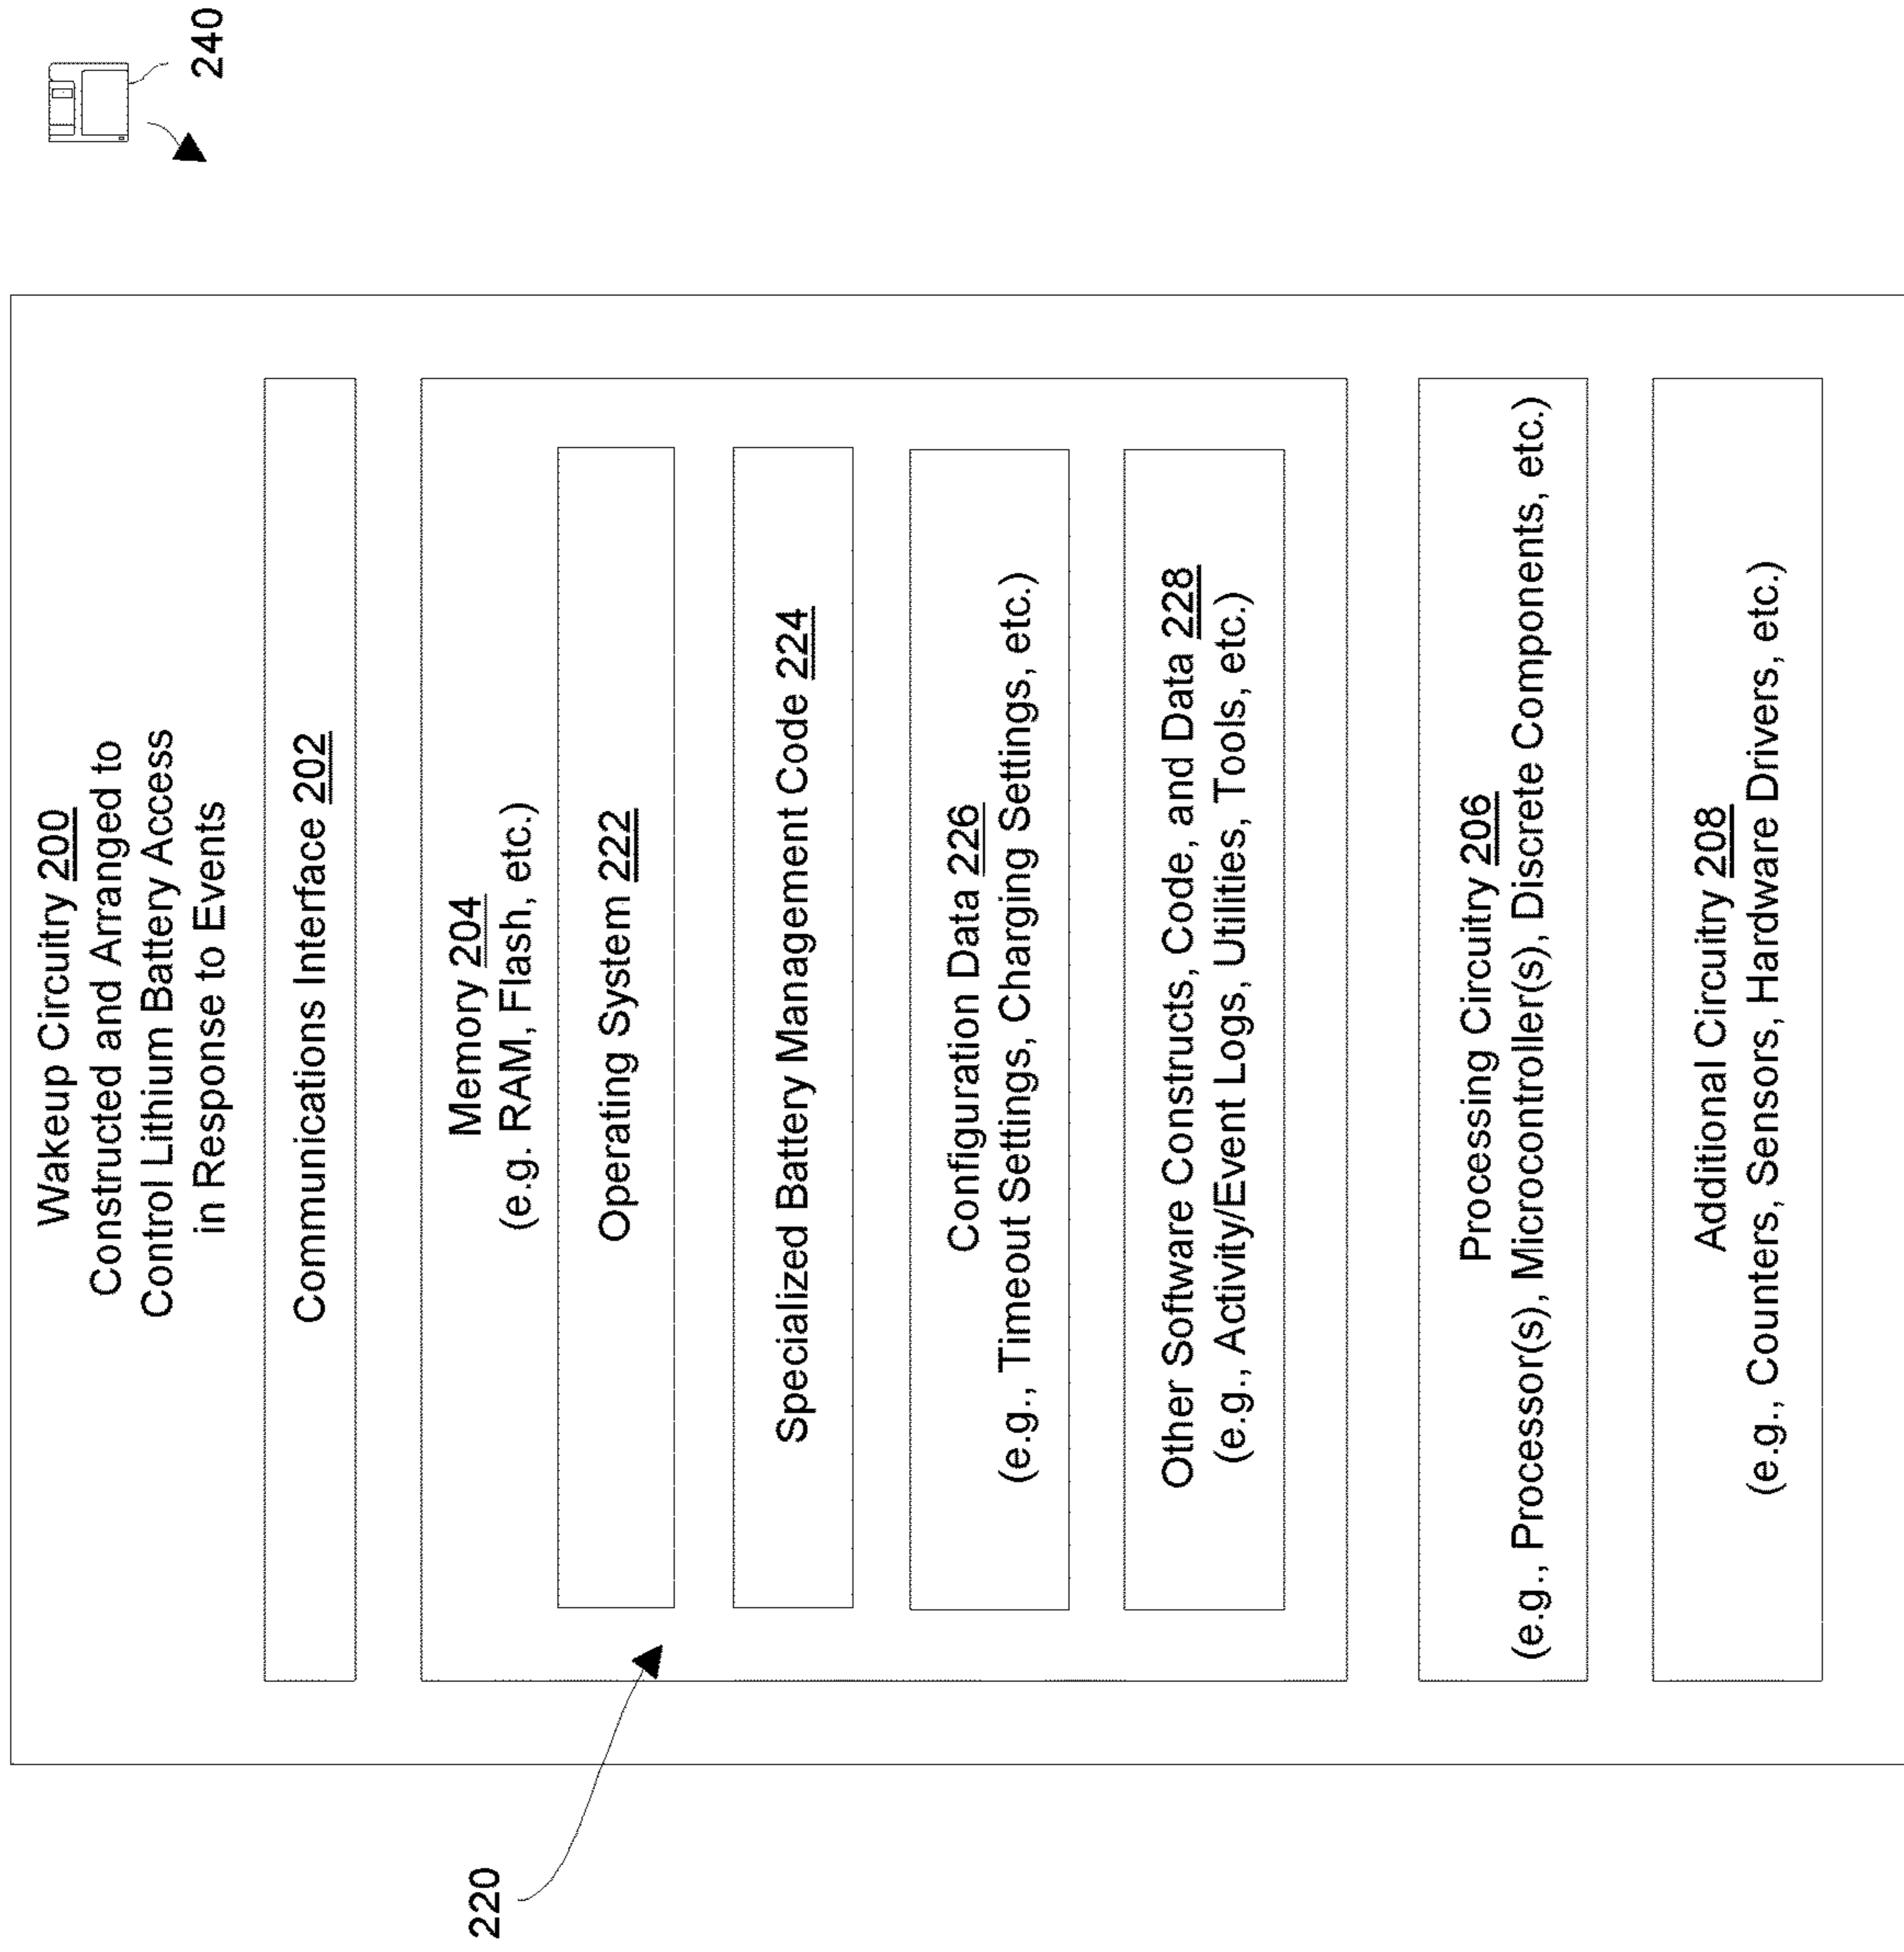 Wakeup Circuitry 200
Constructed and Arranged to
Control Lithium Battery Access
in Response to Events
240
Communications Interface 202
Memory 204
(e.g. RAM, Flash, etc.)
220
Operating System 222
Specialized Battery Management Code 224
Configuration Data 226
(e.g., Timeout Settings, Charging Settings, etc.)
Other Software Constructs, Code, and Data 228
(e.g., Activity/Event Logs, Utilities, Tools, etc.)
Processing Circuitry 206
(e.g., Processor(s), Microcontroller(s), Discrete Components, etc.)
Additional Circuitry 208
(e.g., Counters, Sensors, Hardware Drivers, etc.)